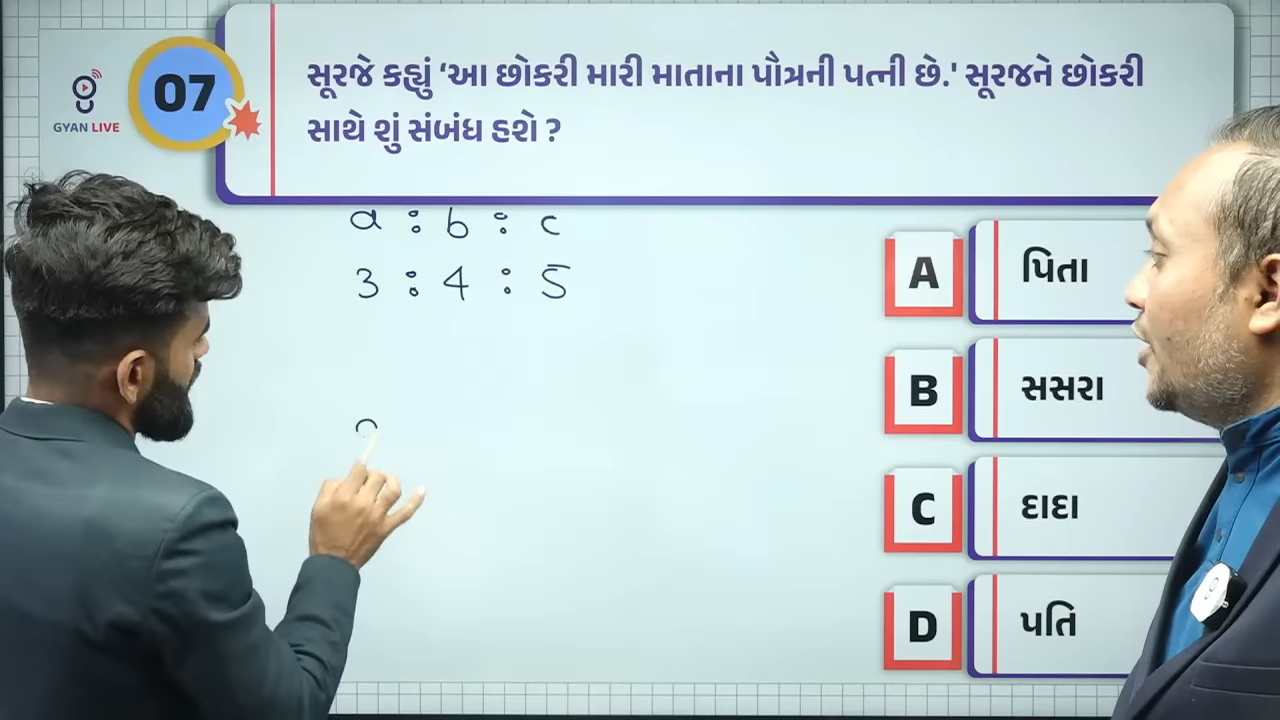 07
સૂરજે કહ્યું ‘આ છોકરી મારી માતાના પૌત્રની પત્ની છે.' સૂરજને છોકરી
સાથે શું સંબંધ હશે ?
GYAN LIVE
a : b : c
3 : 4 : 5
A પિતા
B સસરા
C દાદા
D પતિ